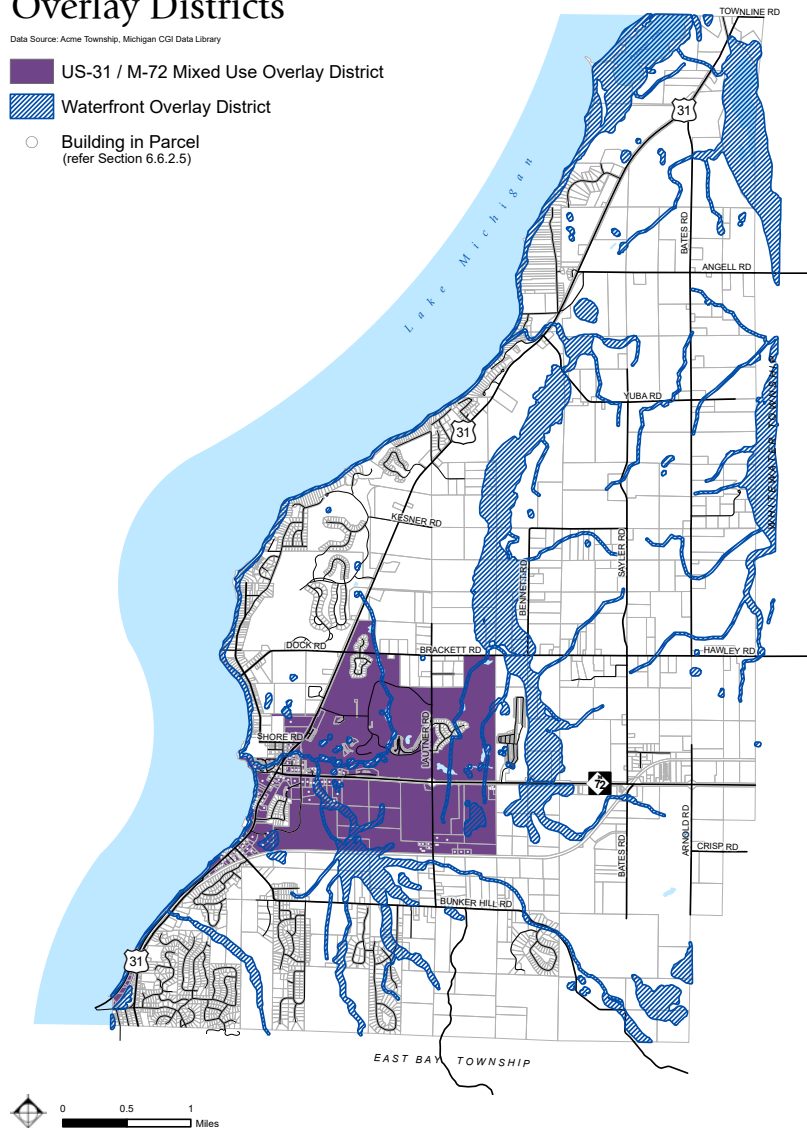 Overlay Districts
Data Source: Acme Township, Michigan CGI Data Library
US-31 / M-72 Mixed Use Overlay District
Waterfront Overlay District
Building in Parcel
(refer Section 6.6.2.5)
TOWNLINE RD
31
Lake Michigan
BATES RD
ANGELL RD
YUBA RD
31
WHITEWATER TOWNSHIP
KESNER RD
SAYLER RD
BENNETT RD
DOCK RD
BRACKETT RD
HAWLEY RD
LAUTNER RD
SHORE RD
72
ARNOLD RD
BATES RD
CRISP RD
BUNKER HILL RD
31
EAST BAY TOWNSHIP
0 0.5 1
Miles